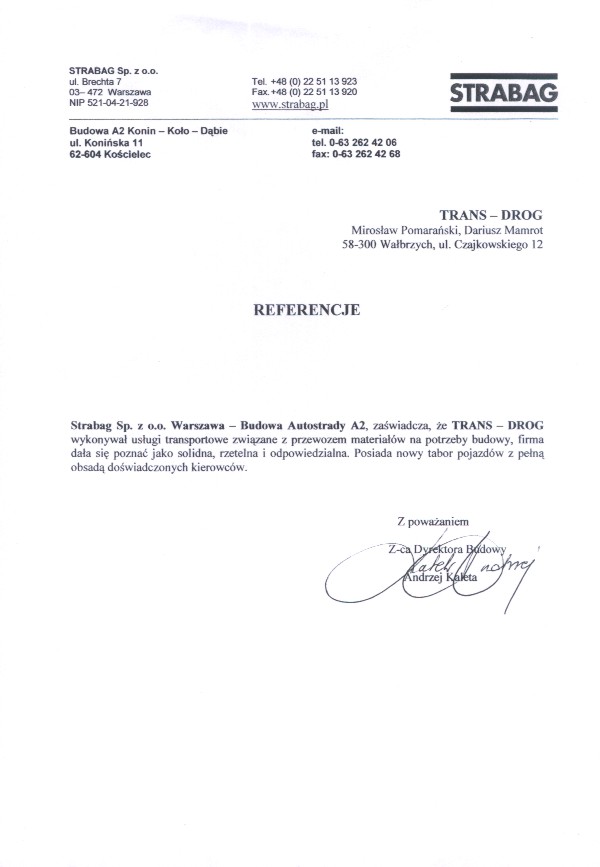 STRABAG Sp. z o.o.
ul. Brechta 7
03– 472 Warszawa
NIP 521-04-21-928
Tel. +48 (0) 22 51 13 923
Fax.+48 (0) 22 51 13 920
www.strabag.pl
STRABAG
Budowa A2 Konin – Koło – Dąbie
ul. Konińska 11
62-604 Kościelec
e-mail:
tel. 0-63 262 42 06
fax: 0-63 262 42 68
TRANS – DROG
Mirosław Pomarański, Dariusz Mamrot
58-300 Wałbrzych, ul. Czajkowskiego 12
REFERENCJE
Strabag Sp. z o.o. Warszawa – Budowa Autostrady A2, zaświadcza, że TRANS – DROG
wykonywał usługi transportowe związane z przewozem materiałów na potrzeby budowy, firma
dała się poznać jako solidna, rzetelna i odpowiedzialna. Posiada nowy tabor pojazdów z pełną
obsadą doświadczonych kierowców.
Z poważaniem
Z-ca Dyrektora Budowy
Andrzej Kaleta